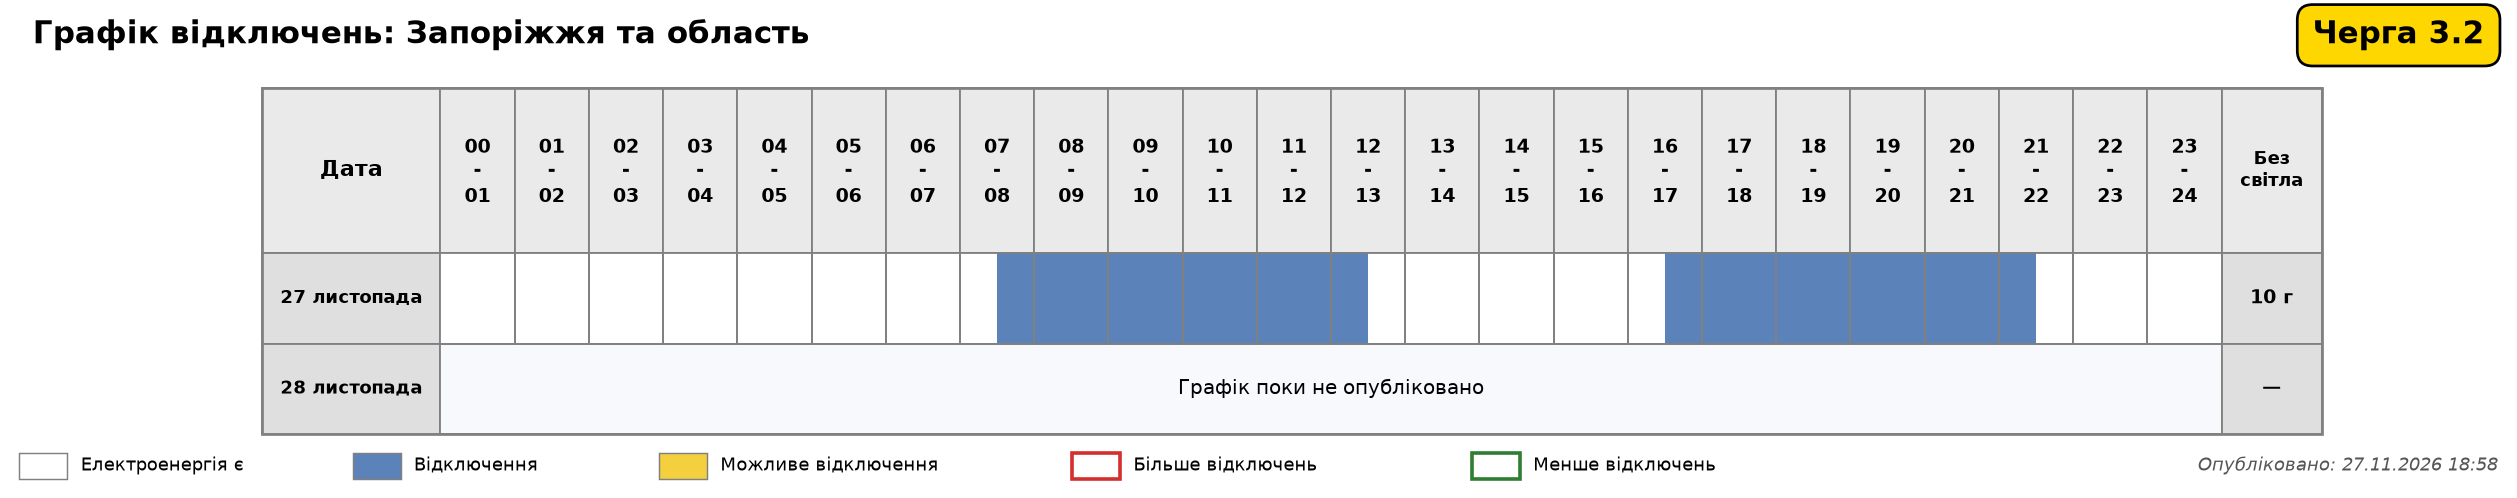 Графік відключень: Запоріжжя та область
Черга 3.2
Дата
00 - 01
01 - 02
02 - 03
03 - 04
04 - 05
05 - 06
06 - 07
07 - 08
08 - 09
09 - 10
10 - 11
11 - 12
12 - 13
13 - 14
14 - 15
15 - 16
16 - 17
17 - 18
18 - 19
19 - 20
20 - 21
21 - 22
22 - 23
23 - 24
Без
світла
27 листопада
10 г
28 листопада
Графік поки не опубліковано
—
Електроенергія є
Відключення
Можливе відключення
Більше відключень
Менше відключень
Опубліковано: 27.11.2026 18:58